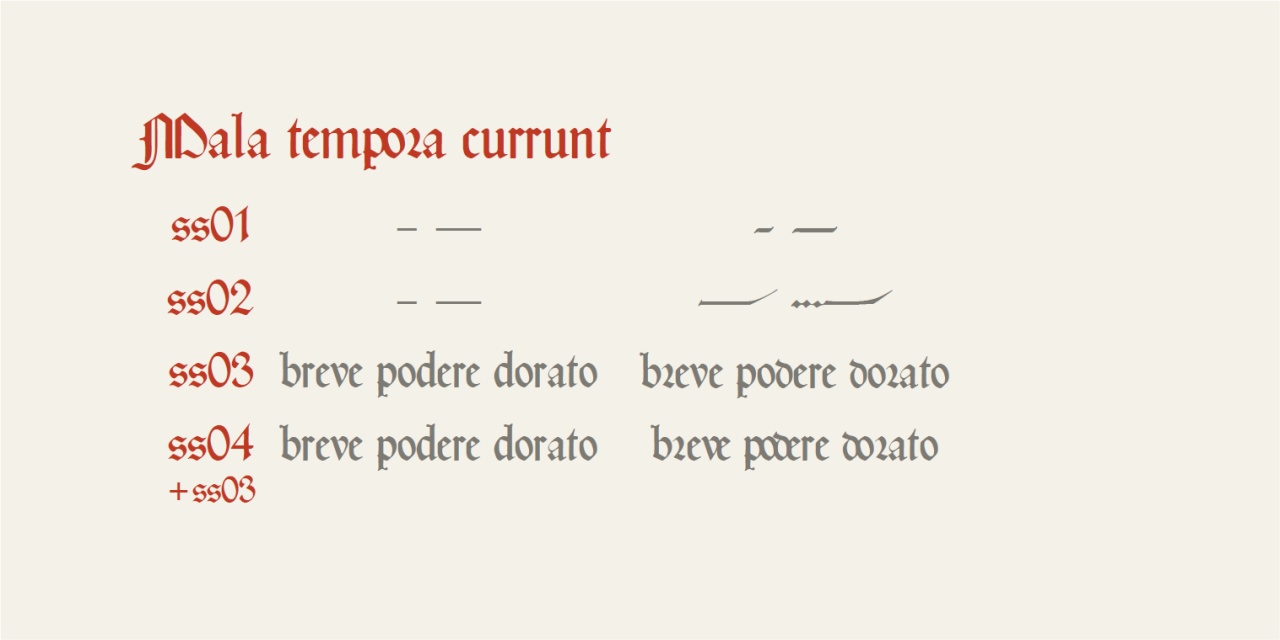 Mala tempora currunt
ss01 – — – —
ss02 – — – —
ss03 breve podere dorato breve podere dorato
ss04 breve podere dorato breve podere dorato
+ss03